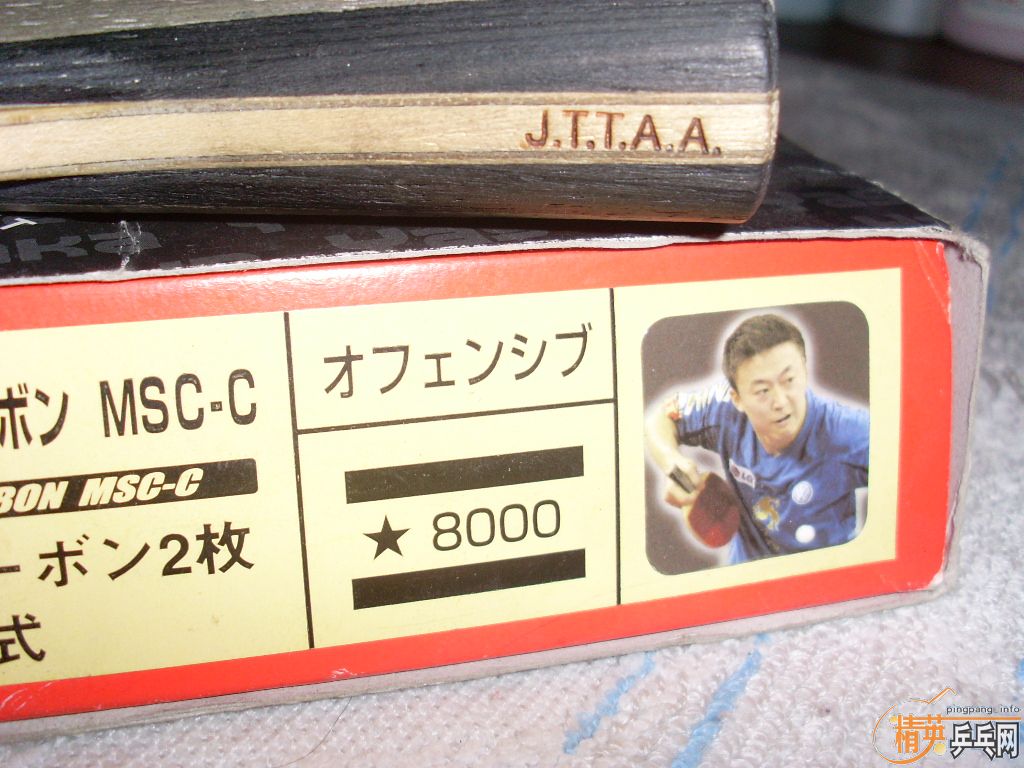 J.T.T.A.A.
ボン MSC-C
BON MSC-C
ーボン2枚
式
オフェンシブ
★ 8000
pingpang.info
精英乒乓网